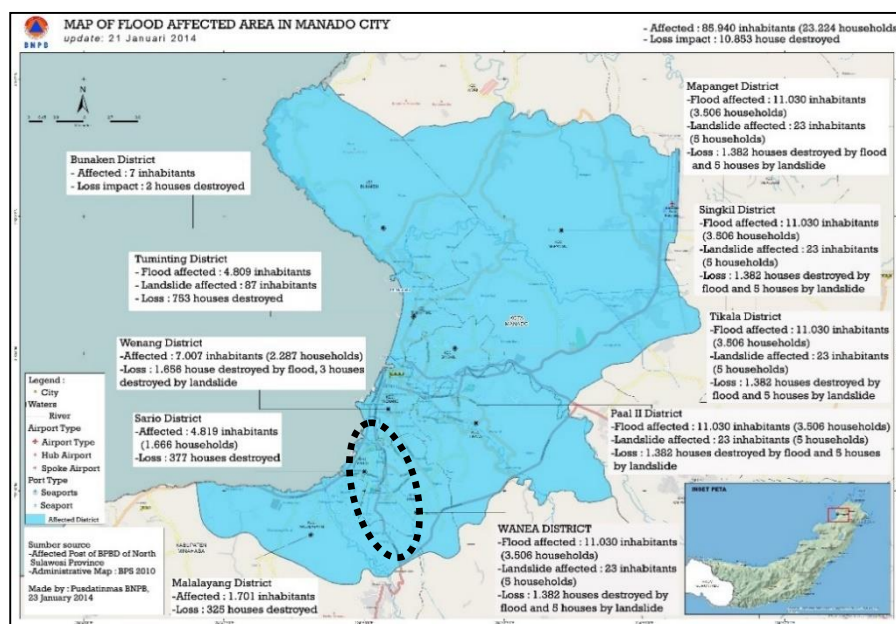 BNPB
MAP OF FLOOD AFFECTED AREA IN MANADO CITY
update: 21 Januari 2014
- Affected : 85.940 inhabitants (23.224 households
- Loss impact : 10.853 house destroyed
N
Mapanget District
-Flood affected : 11.030 inhabitants
(3.506 households)
-Landslide affected : 23 inhabitants
(5 households)
-Loss : 1.382 houses destroyed by flood
and 5 houses by landslide
Bunaken District
- Affected : 7 inhabitants
- Loss impact : 2 houses destroyed
Singkil District
-Flood affected : 11.030 inhabitants
(3.506 households)
-Landslide affected : 23 inhabitants
(5 households)
-Loss : 1.382 houses destroyed by
flood and 5 houses by landslide
Tuminting District
- Flood affected : 4.809 inhabitants
- Landslide affected : 87 inhabitants
- Loss : 753 houses destroyed
Tikala District
-Flood affected : 11.030 inhabitants
(3.506 households)
-Landslide affected : 23 inhabitants
(5 households)
-Loss : 1.382 houses destroyed by flood
and 5 houses by landslide
KOTA
MANADO
Wenang District
-Affected : 7.007 inhabitants (2.287 households)
-Loss : 1.656 house destroyed by flood, 3 houses
destroyed by landslide
Sario District
-Affected : 4.819 inhabitants
(1.666 households)
-Loss : 377 houses destroyed
Paal II District
-Flood affected : 11.030 inhabitants (3.506 households)
-Landslide affected : 23 inhabitants (5 households)
-Loss : 1.382 houses destroyed by flood and 5 houses
by landslide
Legend :
City
Waters
River
Airport Type
Airport Type
Hub Airport
Spoke Airport
Port Type
Seaports
Seaport
Affected District
WANEA DISTRICT
-Flood affected : 11.030 inhabitants
(3.506 households)
-Landslide affected : 23 inhabitants
(5 households)
-Loss : 1.382 houses destroyed by
flood and 5 houses by landslide
INSET PETA
KABUPATEN
MINAHASA
Sumber source
-Affected Post of BPBD of North
Sulawesi Province
-Administrative Map : BPS 2010
Made by : Pusdatinmas BNPB,
23 January 2014
Malalayang District
- Affected : 1.701 inhabitants
- Loss : 325 houses destroyed